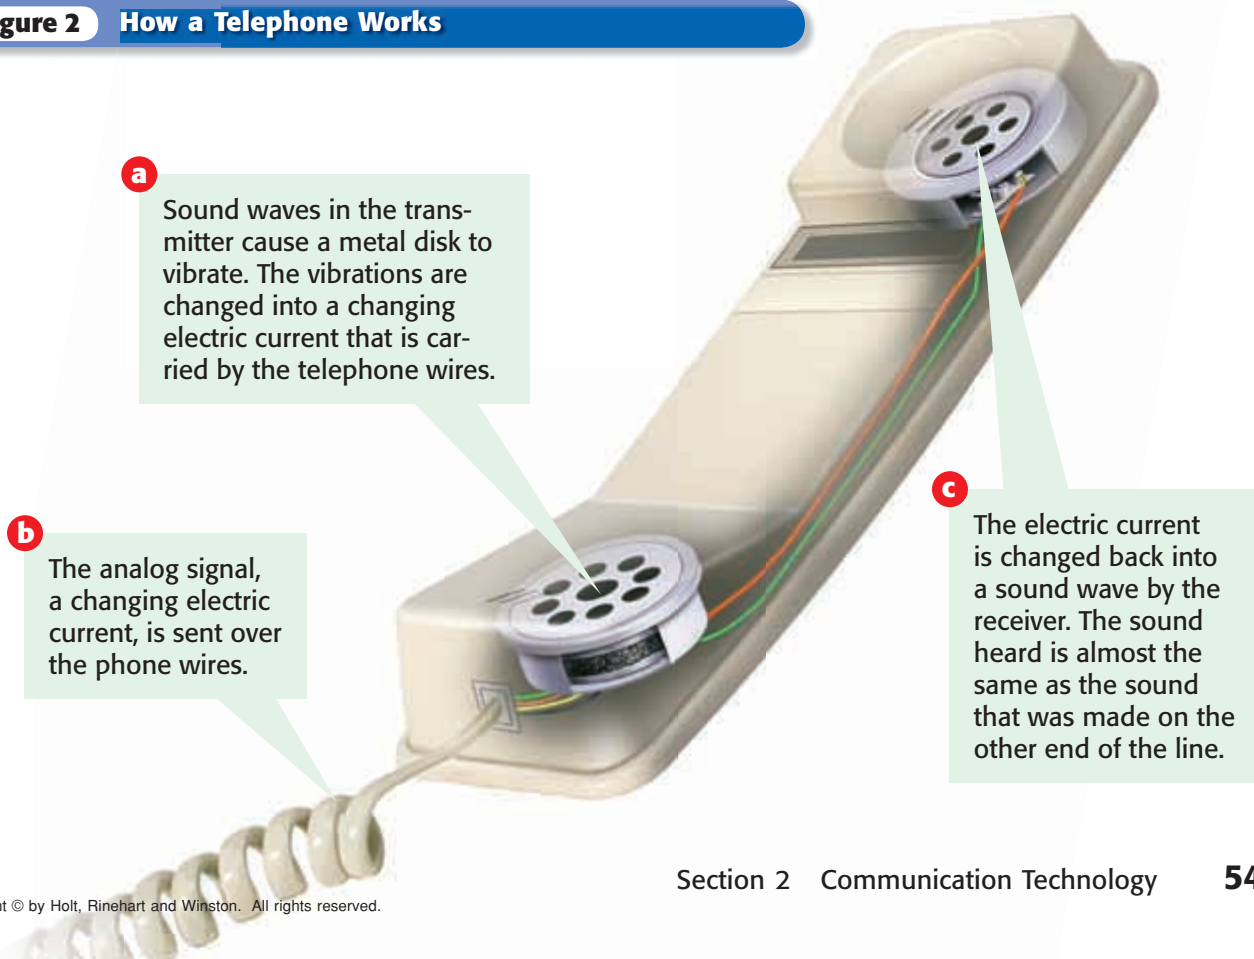 gure 2 How a Telephone Works
a
Sound waves in the trans-
mitter cause a metal disk to
vibrate. The vibrations are
changed into a changing
electric current that is car-
ried by the telephone wires.
b
The analog signal,
a changing electric
current, is sent over
the phone wires.
c
The electric current
is changed back into
a sound wave by the
receiver. The sound
heard is almost the
same as the sound
that was made on the
other end of the line.
Section 2 Communication Technology 54
ht © by Holt, Rinehart and Winston. All rights reserved.